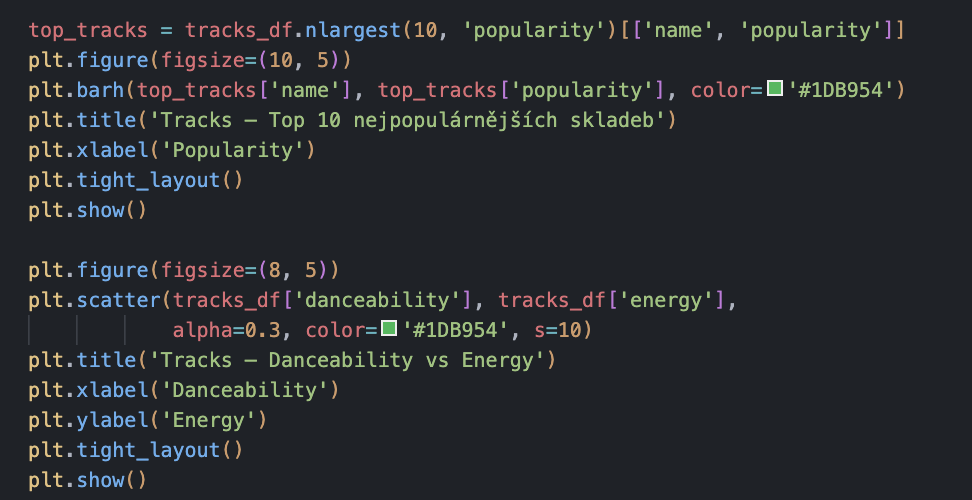 top_tracks = tracks_df.nlargest(10, 'popularity')[['name', 'popularity']]
plt.figure(figsize=(10, 5))
plt.barh(top_tracks['name'], top_tracks['popularity'], color='#1DB954')
plt.title('Tracks – Top 10 nejpopulárnějších skladeb')
plt.xlabel('Popularity')
plt.tight_layout()
plt.show()

plt.figure(figsize=(8, 5))
plt.scatter(tracks_df['danceability'], tracks_df['energy'],
            alpha=0.3, color='#1DB954', s=10)
plt.title('Tracks – Danceability vs Energy')
plt.xlabel('Danceability')
plt.ylabel('Energy')
plt.tight_layout()
plt.show()